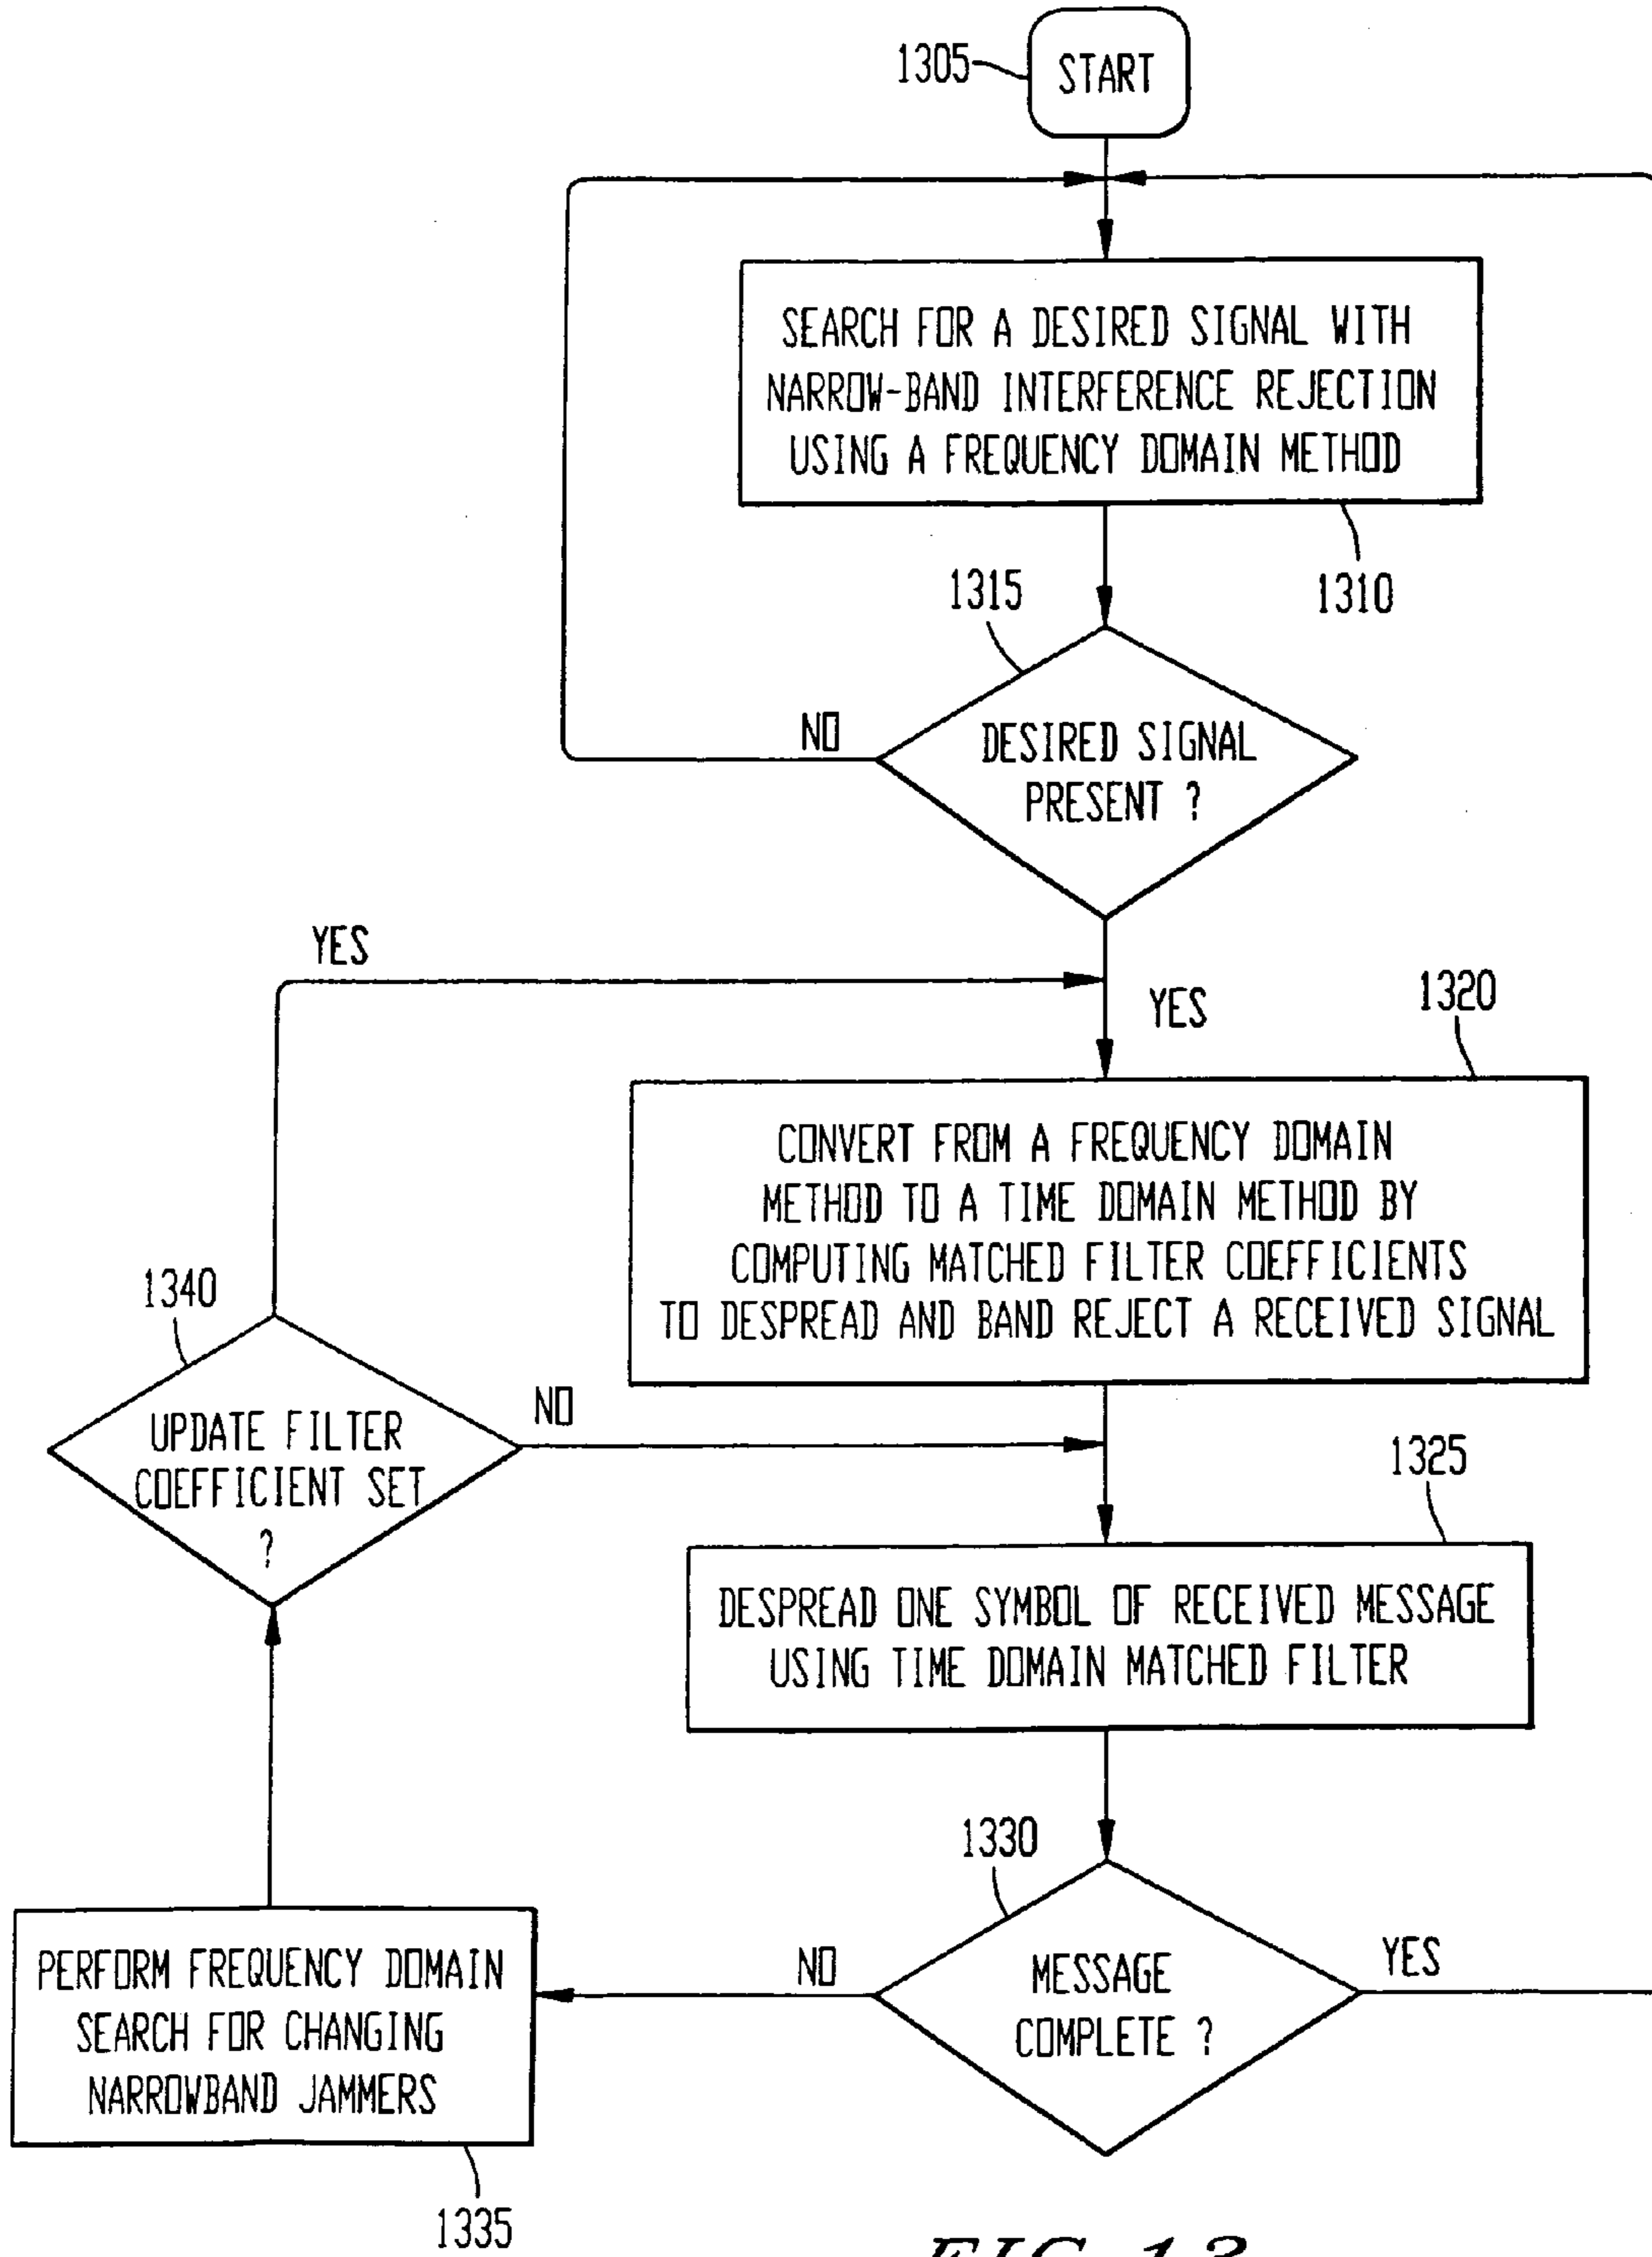 1305
START
SEARCH FOR A DESIRED SIGNAL WITH
NARROW-BAND INTERFERENCE REJECTION
USING A FREQUENCY DOMAIN METHOD
1310
1315
NO
DESIRED SIGNAL
PRESENT ?
YES
YES
1320
CONVERT FROM A FREQUENCY DOMAIN
METHOD TO A TIME DOMAIN METHOD BY
COMPUTING MATCHED FILTER COEFFICIENTS
TO DESPREAD AND BAND REJECT A RECEIVED SIGNAL
1340
UPDATE FILTER
COEFFICIENT SET
?
NO
1325
DESPREAD ONE SYMBOL OF RECEIVED MESSAGE
USING TIME DOMAIN MATCHED FILTER
1330
MESSAGE
COMPLETE ?
YES
NO
PERFORM FREQUENCY DOMAIN
SEARCH FOR CHANGING
NARROWBAND JAMMERS
1335
FIG. 13